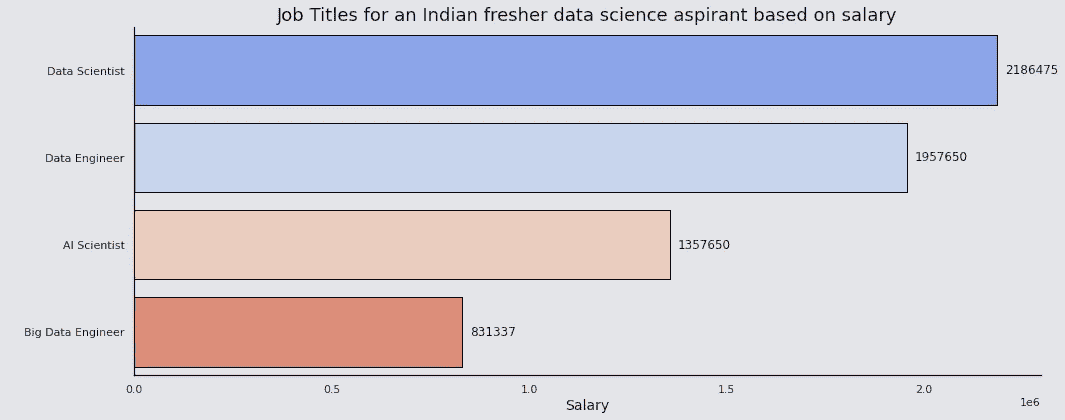 Job Titles for an Indian fresher data science aspirant based on salary
Data Scientist
2186475
Data Engineer
1957650
AI Scientist
1357650
Big Data Engineer
831337
0.0 0.5 1.0 1.5 2.0
1e6
Salary